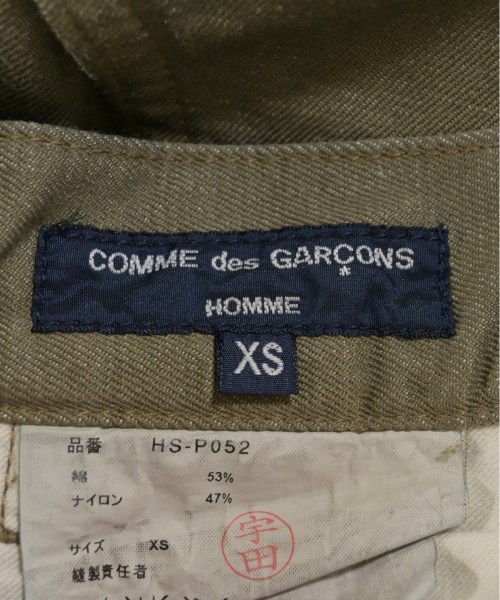 COMME des GARÇONS
HOMME
XS
品番 HS-P052
綿 53%
ナイロン 47%
宇田
サイズ XS
縫製責任者